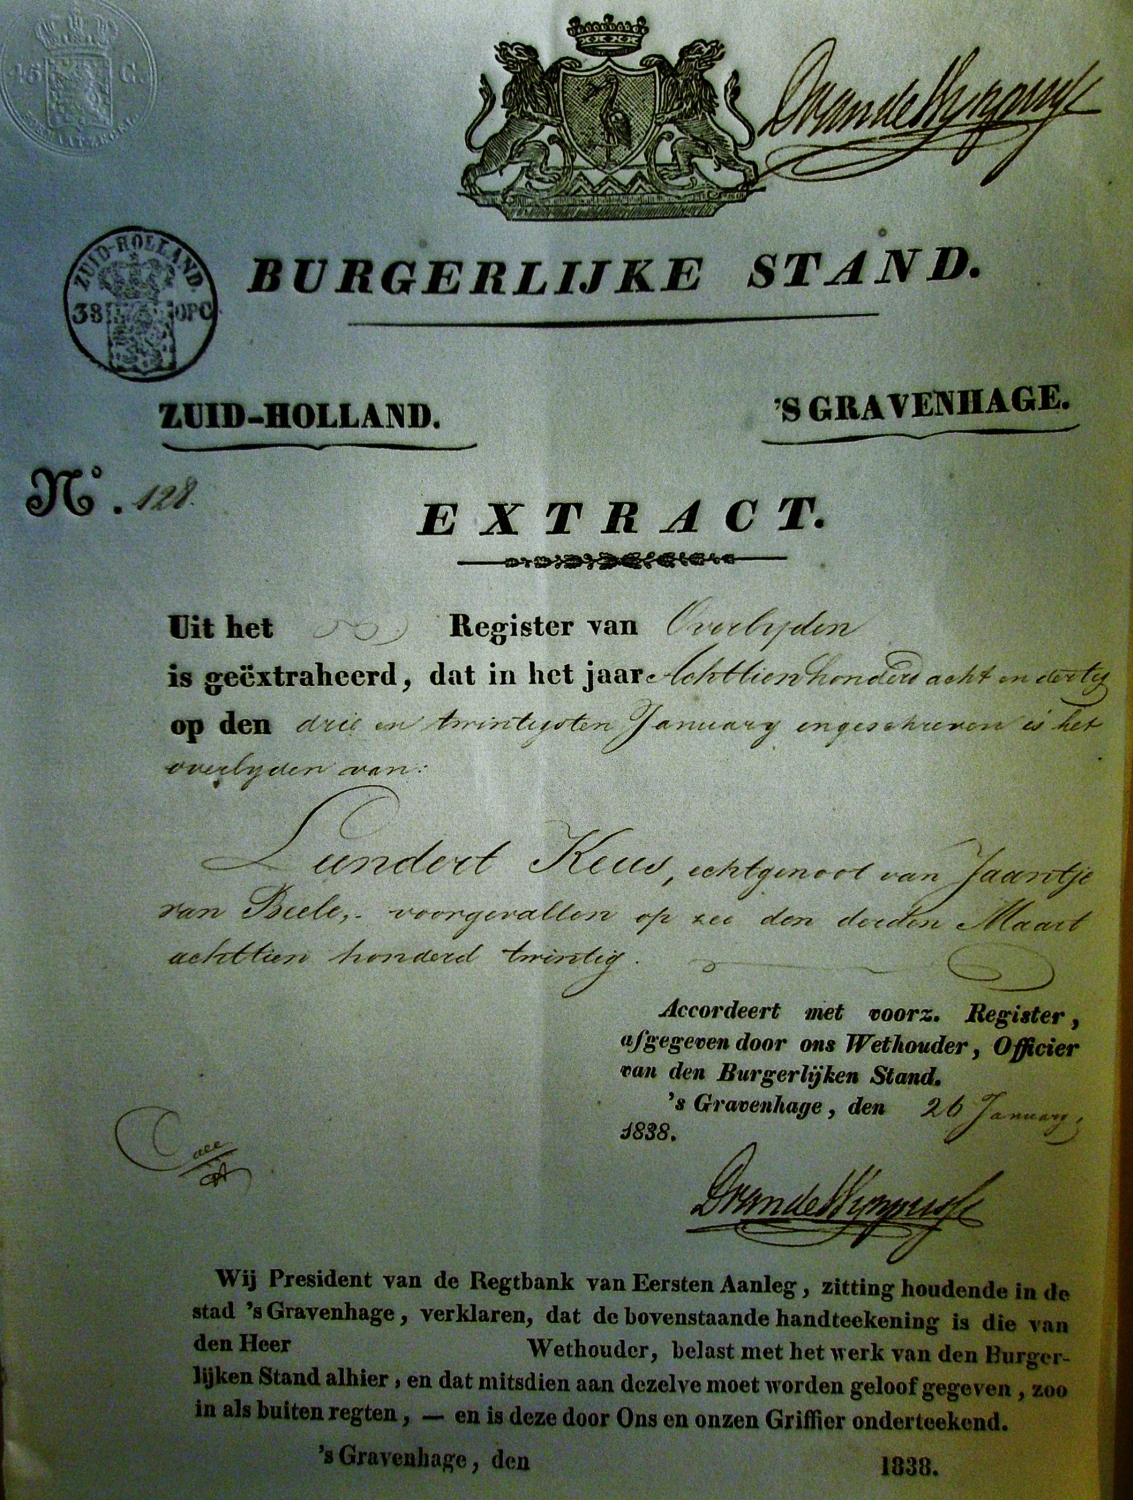 15 C.
ZUID-HOLLAND.
38 OPC
BURGERLIJKE STAND.
ZUID-HOLLAND. 'S GRAVENHAGE.
No. 128.
EXTRACT.
Uit het Register van Overlyden
is geëxtraheerd, dat in het jaar Achttienhonderd acht en dertig
op den drie en twintigsten January ingeschreven is het
overlyden van:
Leendert Keus, echtgenoot van Jaantje
van Beele,. voorgevallen op zee den derden Maart
achttien honderd twintig.
Accordeert met voorz. Register,
afgegeven door ons Wethouder, Officier
van den Burgerlijken Stand.
's Gravenhage, den 26 January
1838.
Wij President van de Regtbank van Eersten Aanleg, zitting houdende in de
stad 's Gravenhage, verklaren, dat de bovenstaande handteekening is die van
den Heer Wethouder, belast met het werk van den Burger-
lijken Stand alhier, en dat mitsdien aan dezelve moet worden geloof gegeven, zoo
in als buiten regten, — en is deze door Ons en onzen Griffier onderteekend.
's Gravenhage, den 1838.